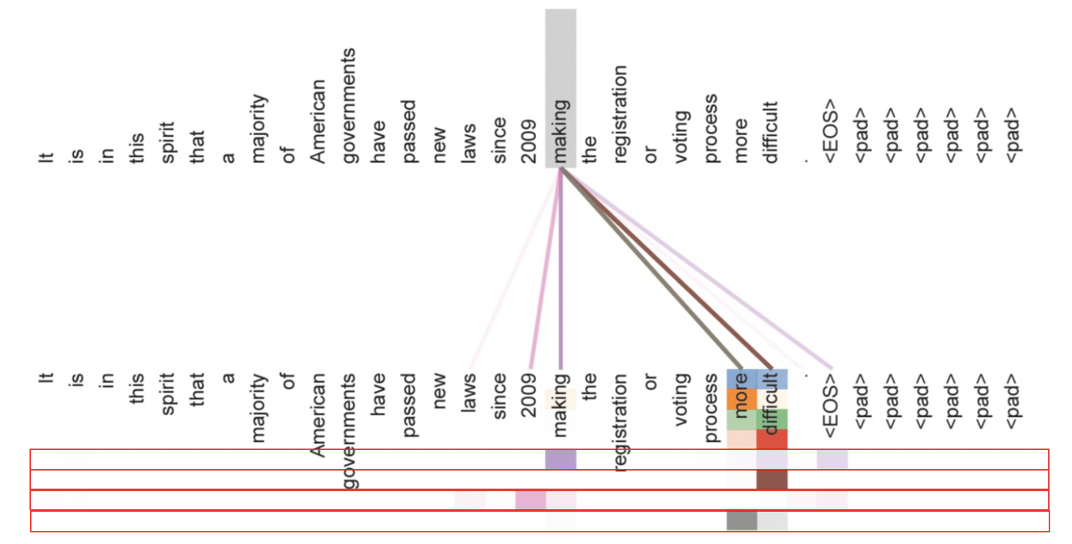 It is in this spirit that a majority of American governments have passed new laws since 2009 making the registration or voting process more difficult . <EOS> <pad> <pad> <pad> <pad> <pad> <pad>
It is in this spirit that a majority of American governments have passed new laws since 2009 making the registration or voting process more difficult . <EOS> <pad> <pad> <pad> <pad> <pad> <pad>